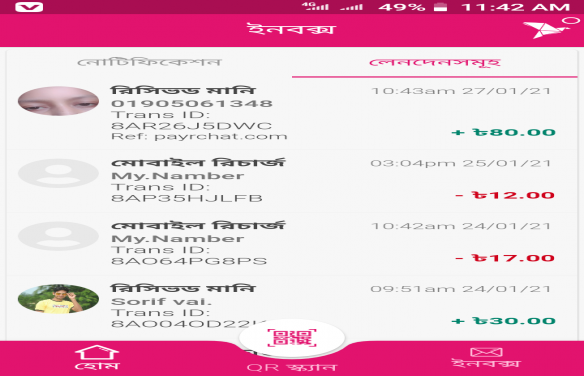 4G 49% 11:42 AM
ইনবক্স
নোটিফিকেশন লেনদেনসমূহ
রিসিভড মানি 10:43am 27/01/21
01905061348
Trans ID:
8AR26J5DWC + ৳80.00
Ref: payrchat.com
মোবাইল রিচার্জ 03:04pm 25/01/21
My.Namber
Trans ID:
8AP35HJLFB - ৳12.00
মোবাইল রিচার্জ 10:42am 24/01/21
My.Namber
Trans ID:
8AO64PG8PS - ৳17.00
রিসিভড মানি 09:51am 24/01/21
Sorif vai.
Trans ID:
8AO04OD22K + ৳30.00
হোম QR স্ক্যান ইনবক্স